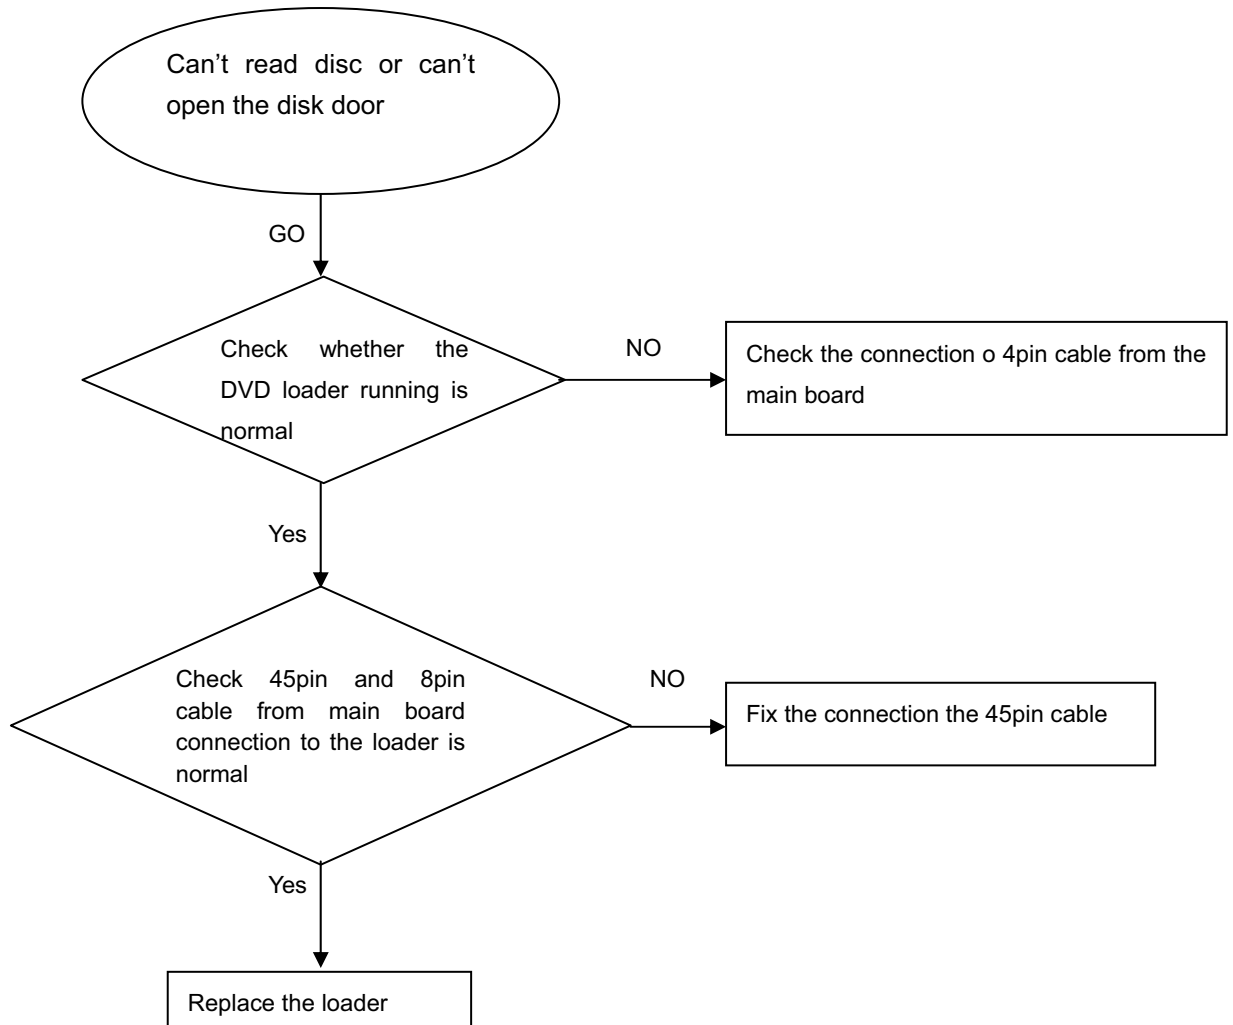 Can’t read disc or can’t
open the disk door
GO
Check whether the
DVD loader running is
normal
NO
Check the connection o 4pin cable from the
main board
Yes
Check 45pin and 8pin
cable from main board
connection to the loader is
normal
NO
Fix the connection the 45pin cable
Yes
Replace the loader